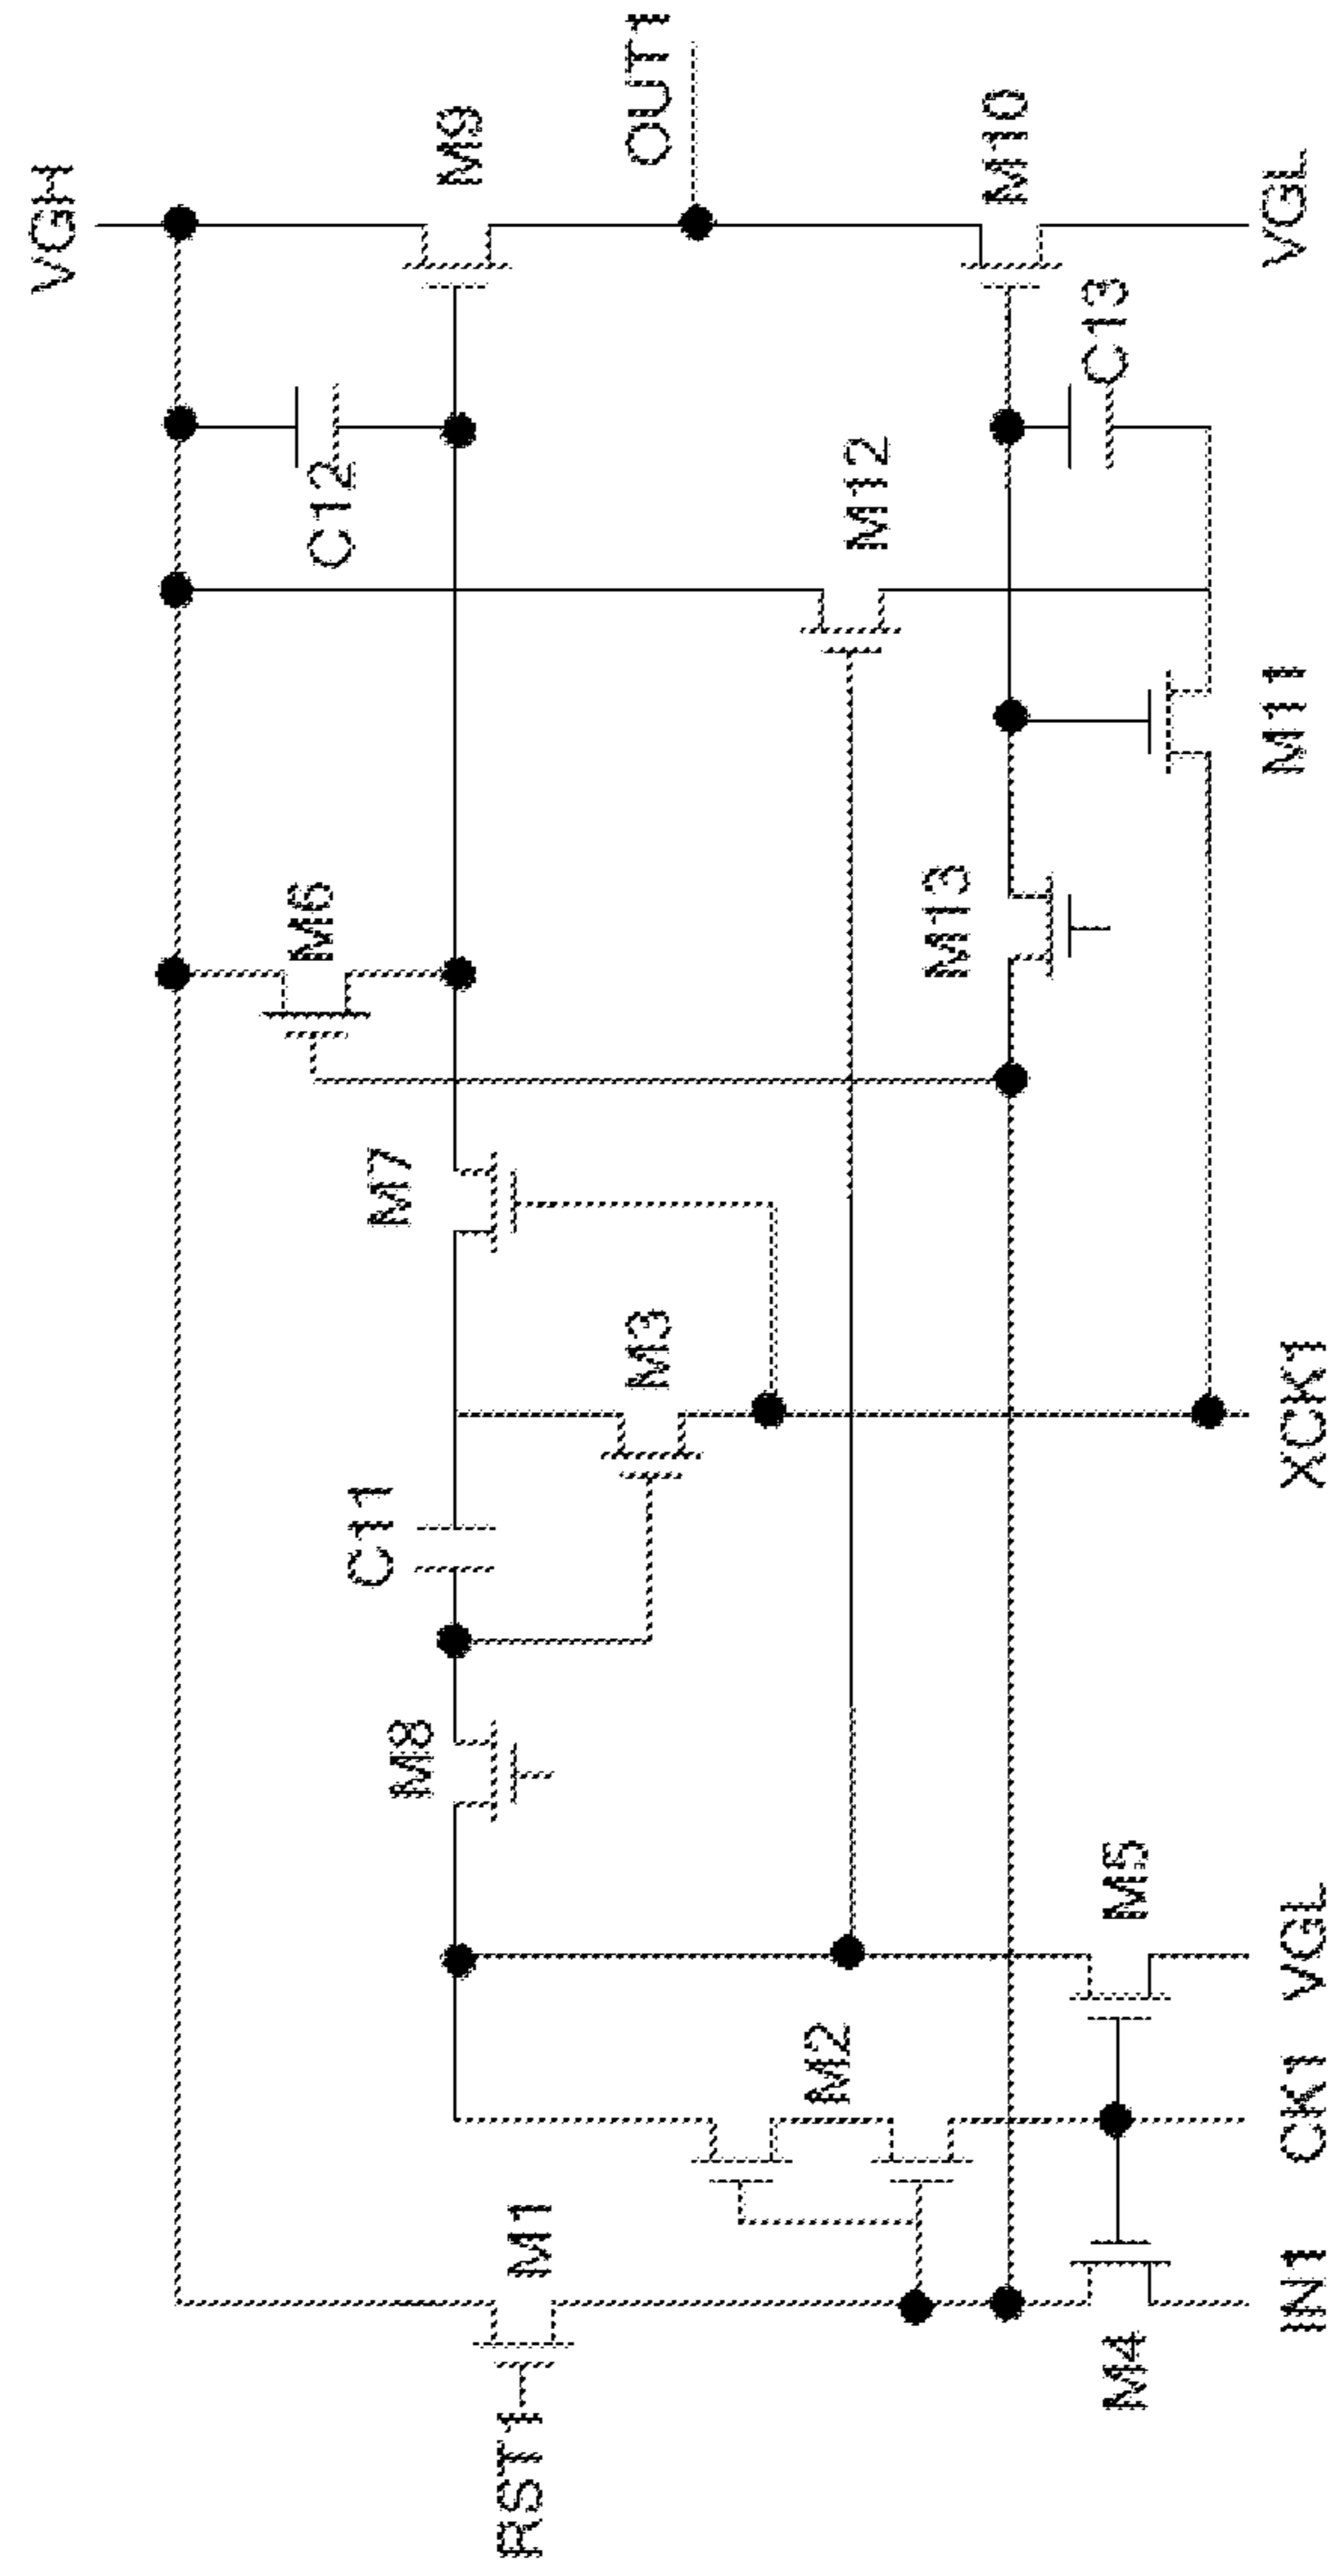 VGH
M9
OUT1
M10
VGL
C12
M12
C13
M6
M13
M11
M7
M3
C11
XCK1
M8
M5
VGL
M2
CK1
M1
RST1
M4
IN1